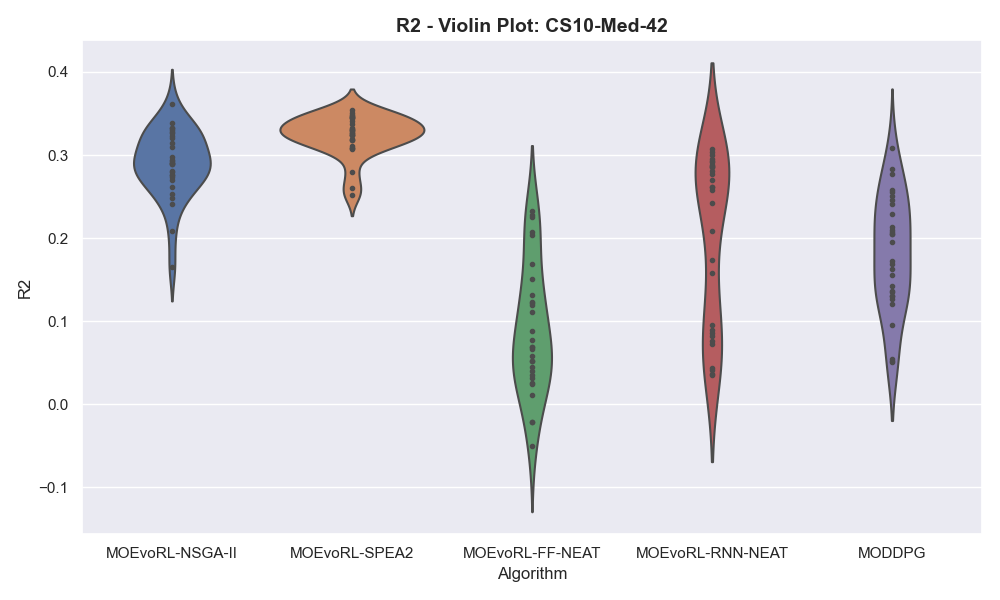 R2 - Violin Plot: CS10-Med-42
0.4
0.3
0.2
0.1
0.0
−0.1
R2
MOEvoRL-NSGA-II MOEvoRL-SPEA2 MOEvoRL-FF-NEAT MOEvoRL-RNN-NEAT MODDPG
Algorithm